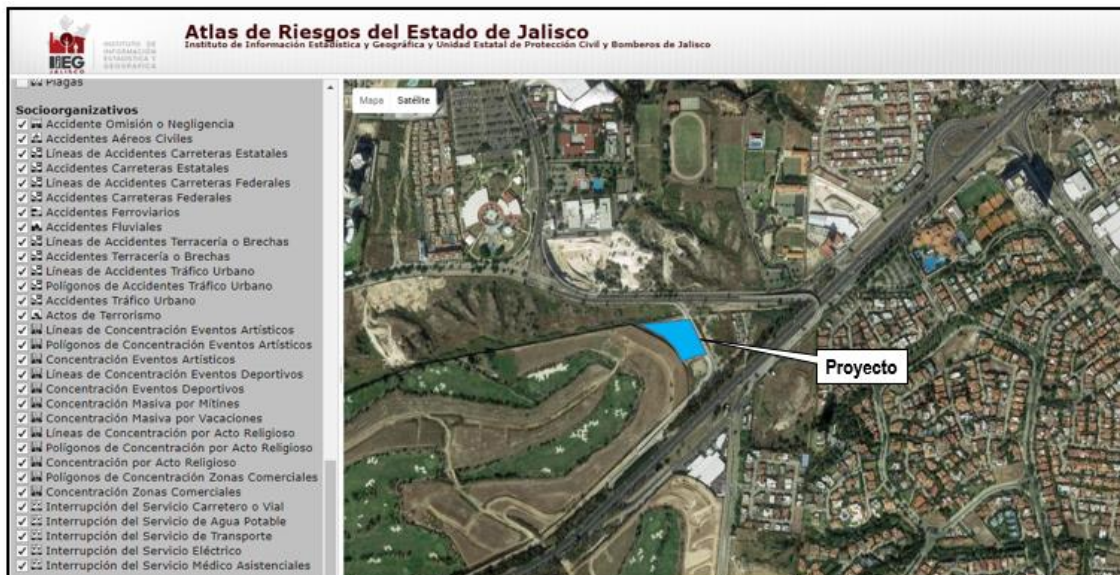 Atlas de Riesgos del Estado de Jalisco
Instituto de Información Estadística y Geográfica y Unidad Estatal de Protección Civil y Bomberos de Jalisco
IIEG
JALISCO
INSTITUTO DE
INFORMACIÓN
ESTADÍSTICA Y
GEOGRÁFICA
Plagas
Socioorganizativos
Accidente Omisión o Negligencia
Accidentes Aéreos Civiles
Líneas de Accidentes Carreteras Estatales
Accidentes Carreteras Estatales
Líneas de Accidentes Carreteras Federales
Accidentes Carreteras Federales
Accidentes Ferroviarios
Accidentes Fluviales
Líneas de Accidentes Terracería o Brechas
Accidentes Terracería o Brechas
Líneas de Accidentes Tráfico Urbano
Polígonos de Accidentes Tráfico Urbano
Accidentes Tráfico Urbano
Actos de Terrorismo
Líneas de Concentración Eventos Artísticos
Polígonos de Concentración Eventos Artísticos
Concentración Eventos Artísticos
Líneas de Concentración Eventos Deportivos
Concentración Eventos Deportivos
Concentración Masiva por Mítines
Concentración Masiva por Vacaciones
Líneas de Concentración por Acto Religioso
Polígonos de Concentración por Acto Religioso
Concentración por Acto Religioso
Polígonos de Concentración Zonas Comerciales
Concentración Zonas Comerciales
Interrupción del Servicio Carretero o Vial
Interrupción del Servicio de Agua Potable
Interrupción del Servicio de Transporte
Interrupción del Servicio Eléctrico
Interrupción del Servicio Médico Asistenciales
Mapa Satélite
Proyecto